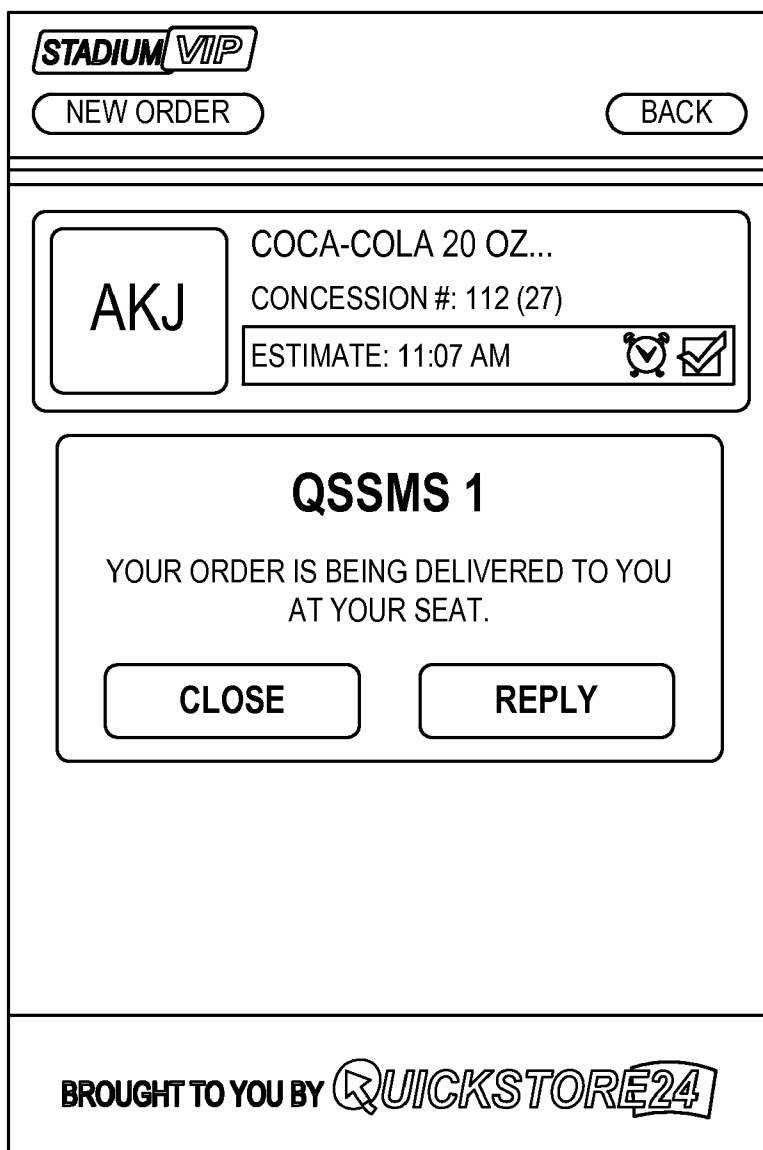 STADIUM VIP
NEW ORDER
BACK
AKJ
COCA-COLA 20 OZ...
CONCESSION #: 112 (27)
ESTIMATE: 11:07 AM
QSSMS 1
YOUR ORDER IS BEING DELIVERED TO YOU
AT YOUR SEAT.
CLOSE
REPLY
BROUGHT TO YOU BY QUICKSTORE24